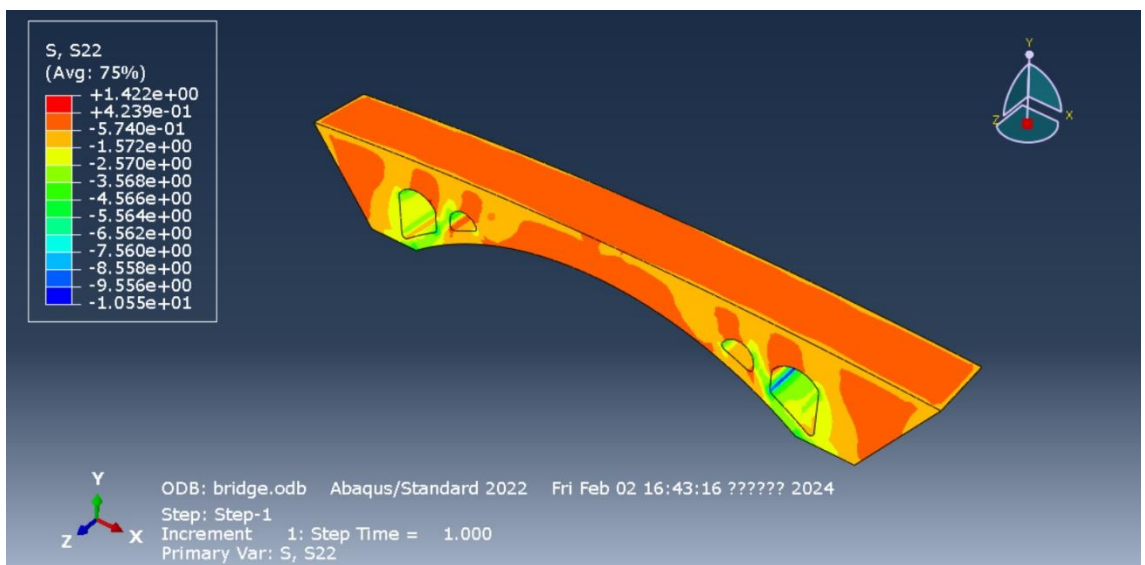 S, S22
(Avg: 75%)
+1.422e+00
+4.239e-01
-5.740e-01
-1.572e+00
-2.570e+00
-3.568e+00
-4.566e+00
-5.564e+00
-6.562e+00
-7.560e+00
-8.558e+00
-9.556e+00
-1.055e+01
Y
Z
X
Y
Z
X
ODB: bridge.odb Abaqus/Standard 2022 Fri Feb 02 16:43:16 ?????? 2024
Step: Step-1
Increment 1: Step Time = 1.000
Primary Var: S, S22